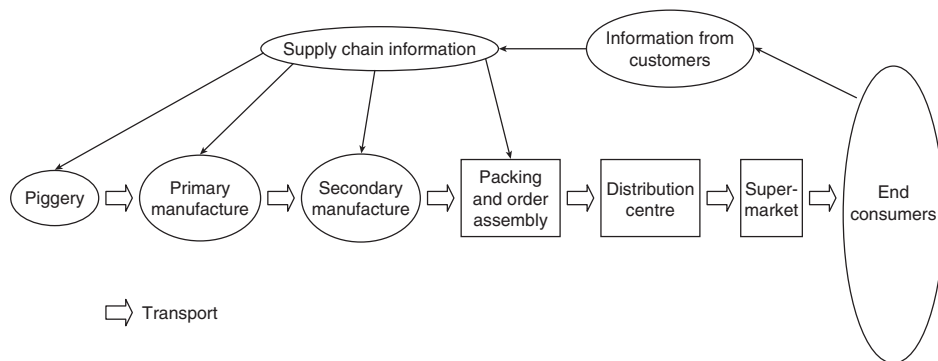 Supply chain information
Information from
customers
Piggery
Primary
manufacture
Secondary
manufacture
Packing
and order
assembly
Distribution
centre
Super-
market
End
consumers
Transport